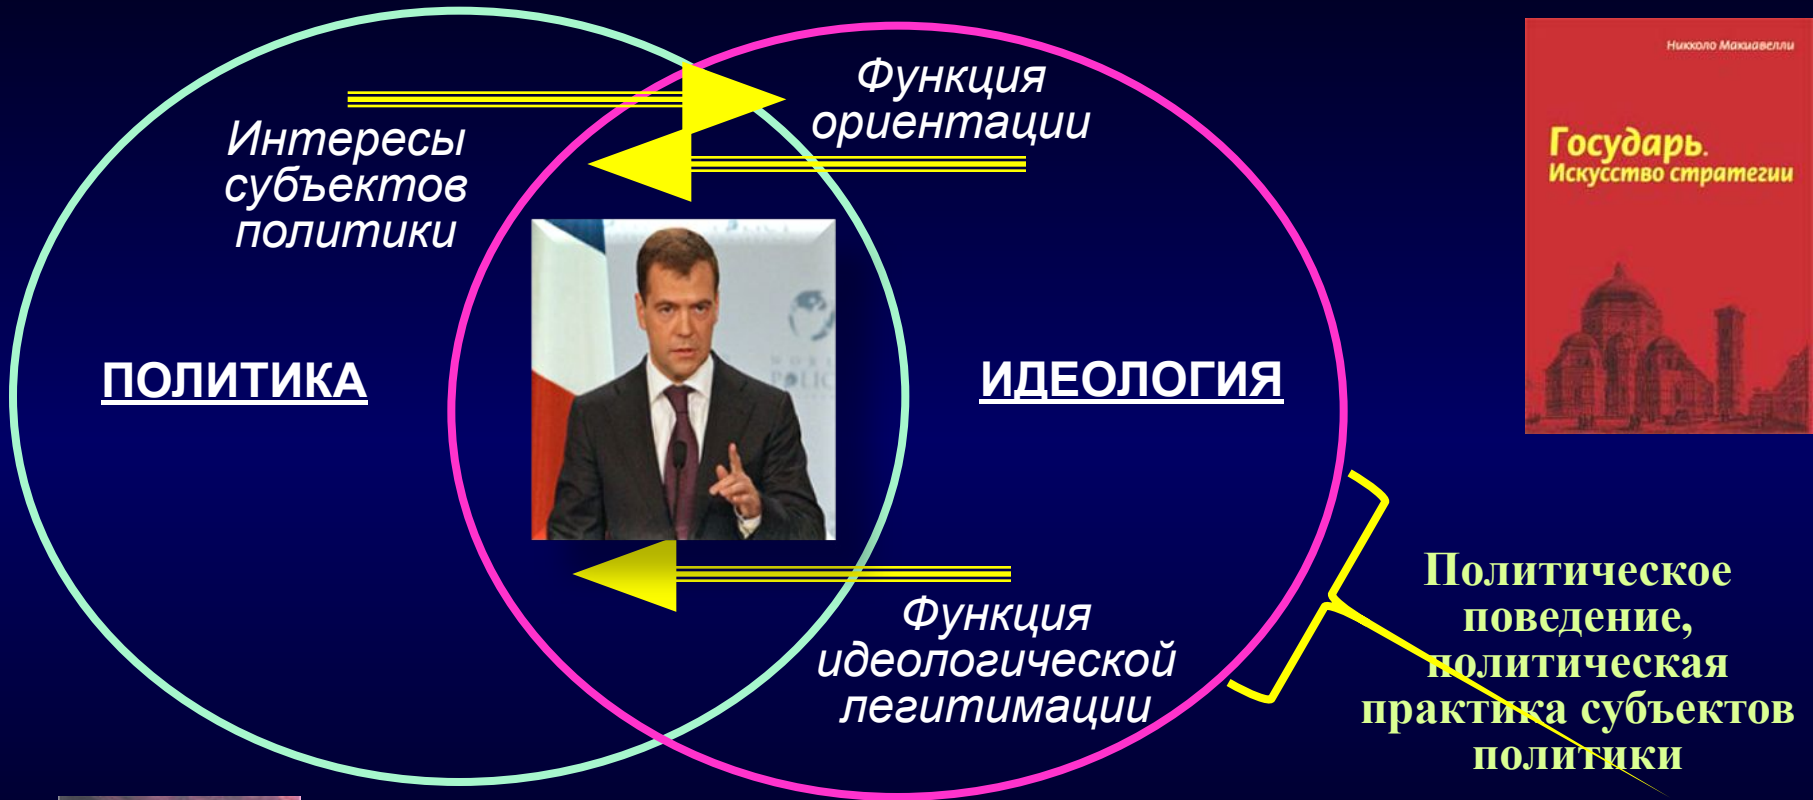 Функция
ориентации
Интересы
субъектов
политики
ПОЛИТИКА
ИДЕОЛОГИЯ
Функция
идеологической
легитимации
Никколо Макиавелли
Государь.
Искусство стратегии
Политическое
поведение,
политическая
практика субъектов
политики